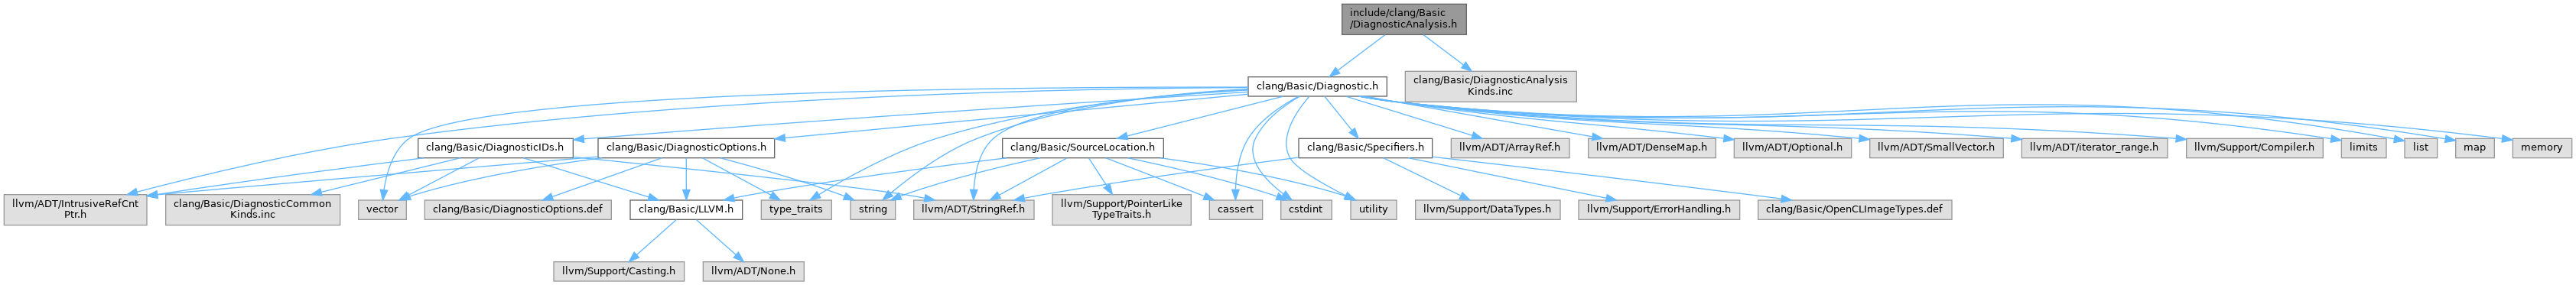 include/clang/Basic
/DiagnosticAnalysis.h
clang/Basic/Diagnostic.h
clang/Basic/DiagnosticAnalysis
Kinds.inc
clang/Basic/DiagnosticIDs.h
clang/Basic/DiagnosticOptions.h
clang/Basic/SourceLocation.h
clang/Basic/Specifiers.h
llvm/ADT/ArrayRef.h
llvm/ADT/DenseMap.h
llvm/ADT/Optional.h
llvm/ADT/SmallVector.h
llvm/ADT/iterator_range.h
llvm/Support/Compiler.h
limits
list
map
memory
llvm/ADT/IntrusiveRefCnt
Ptr.h
clang/Basic/DiagnosticCommon
Kinds.inc
vector
clang/Basic/DiagnosticOptions.def
clang/Basic/LLVM.h
type_traits
string
llvm/ADT/StringRef.h
llvm/Support/PointerLike
TypeTraits.h
cassert
cstdint
utility
llvm/Support/DataTypes.h
llvm/Support/ErrorHandling.h
clang/Basic/OpenCLImageTypes.def
llvm/Support/Casting.h
llvm/ADT/None.h